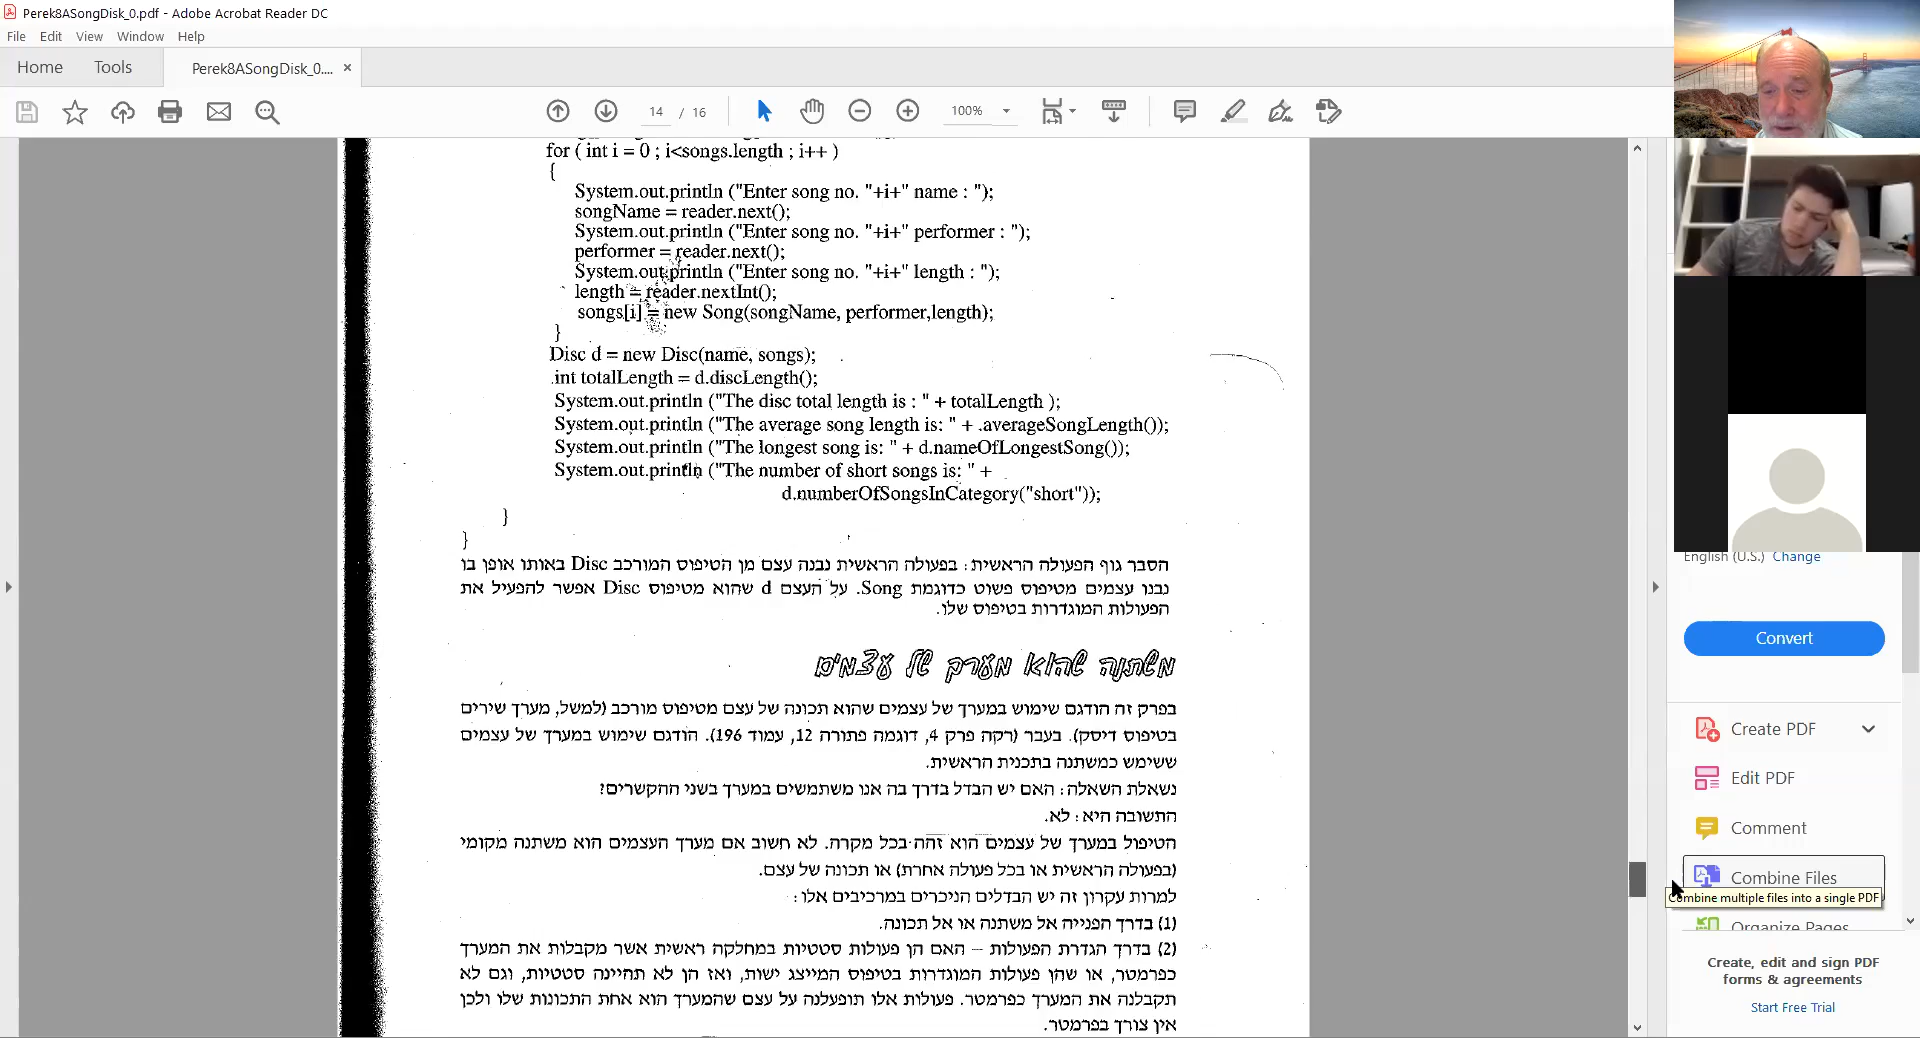 Perek8ASongDisk_0.pdf - Adobe Acrobat Reader DC
File Edit View Window Help
Home Tools Perek8ASongDisk_0.... ×
14 / 16 100%
for ( int i = 0 ; i<songs.length ; i++ )
{
System.out.println ("Enter song no. "+i+" name : ");
songName = reader.next();
System.out.println ("Enter song no. "+i+" performer : ");
performer = reader.next();
System.out.println ("Enter song no. "+i+" length : ");
length = reader.nextInt();
songs[i] = new Song(songName, performer,length);
}
Disc d = new Disc(name, songs);
int totalLength = d.discLength();
System.out.println ("The disc total length is : " + totalLength );
System.out.println ("The average song length is: " + .averageSongLength());
System.out.println ("The longest song is: " + d.nameOfLongestSong());
System.out.println ("The number of short songs is: " +
d.numberOfSongsInCategory("short"));
}
}
הסבר גוף הפעולה הראשית: בפעולה הראשית נבנה עצם מן הטיפוס המורכב Disc באותו אופן בו
נבנו עצמים מטיפוס פשוט כדוגמת Song. על העצם d שהוא מטיפוס Disc אפשר להפעיל את
הפעולות המוגדרות בטיפוס שלו.
משתנה שהוא מערך של עצמים
בפרק זה הודגם שימוש במערך של עצמים שהוא תכונה של עצם מטיפוס מורכב (למשל, מערך שירים
בטיפוס דיסק). בעבר (רקה פרק 4, דוגמה פתורה 12, עמוד 196). הודגם שימוש במערך של עצמים
ששימש כמשתנה בתכנית הראשית.
נשאלת השאלה: האם יש הבדל בדרך בה אנו משתמשים במערך בשני ההקשרים?
התשובה היא: לא.
הטיפול במערך של עצמים הוא זהה בכל מקרה. לא חשוב אם מערך העצמים הוא משתנה מקומי
(בפעולה הראשית או בכל פעולה אחרת) או תכונה של עצם.
למרות עקרון זה יש הבדלים הניכרים במרכיבים אלו:
(1) בדרך הפנייה אל משתנה או אל תכונה.
(2) בדרך הגדרת הפעולות – האם הן פעולות סטטיות במחלקה ראשית אשר מקבלות את המערך
כפרמטר, או שהן פעולות המוגדרות בטיפוס המייצג ישות, ואז הן לא תהיינה סטטיות, וגם לא
תקבלנה את המערך כפרמטר. פעולות אלו תופעלנה על עצם שהמערך הוא אחת התכונות שלו ולכן
אין צורך בפרמטר.
English (U.S.) Change
Convert
Create PDF
Edit PDF
Comment
Combine Files
Combine multiple files into a single PDF
Organize Pages
Create, edit and sign PDF
forms & agreements
Start Free Trial